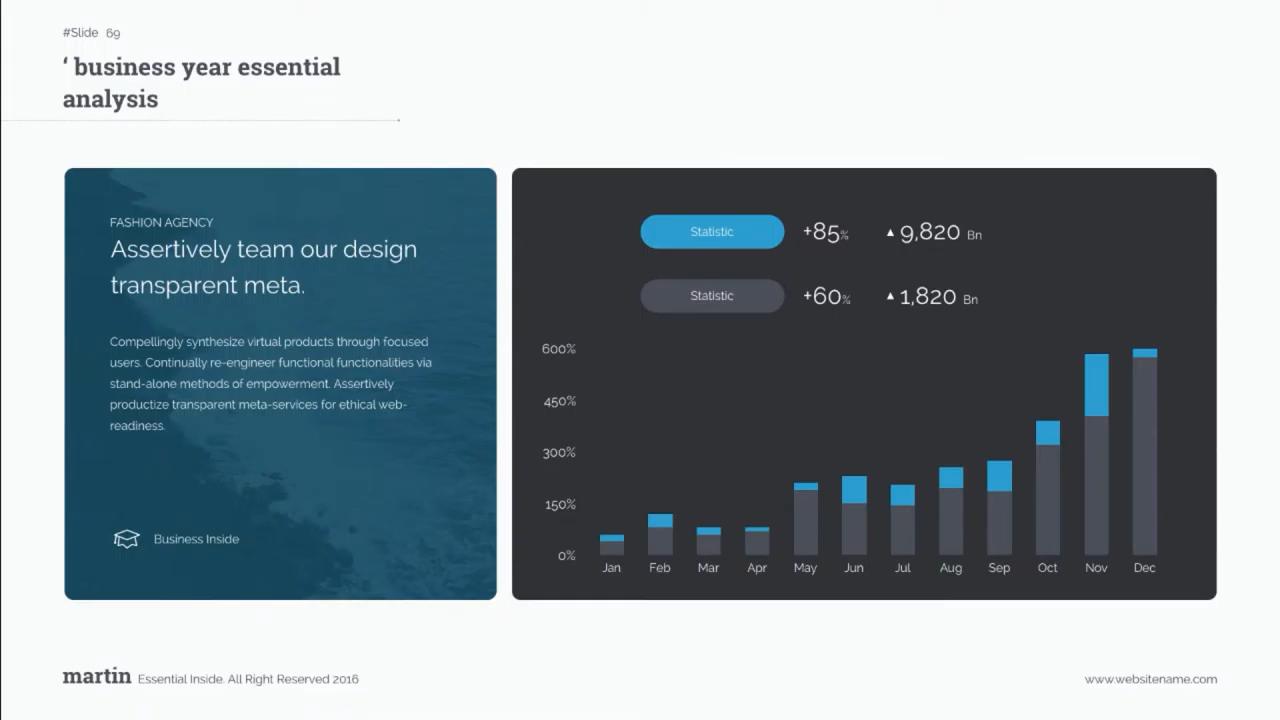 #Slide 69
‘ business year essential
analysis
FASHION AGENCY
Assertively team our design
transparent meta.
Compellingly synthesize virtual products through focused
users. Continually re-engineer functional functionalities via
stand-alone methods of empowerment. Assertively
productize transparent meta-services for ethical web-
readiness.
Business Inside
Statistic +85% ▲ 9,820 Bn
Statistic +60% ▲ 1,820 Bn
600%
450%
300%
150%
0%
Jan Feb Mar Apr May Jun Jul Aug Sep Oct Nov Dec
martin Essential Inside. All Right Reserved 2016
www.websitename.com